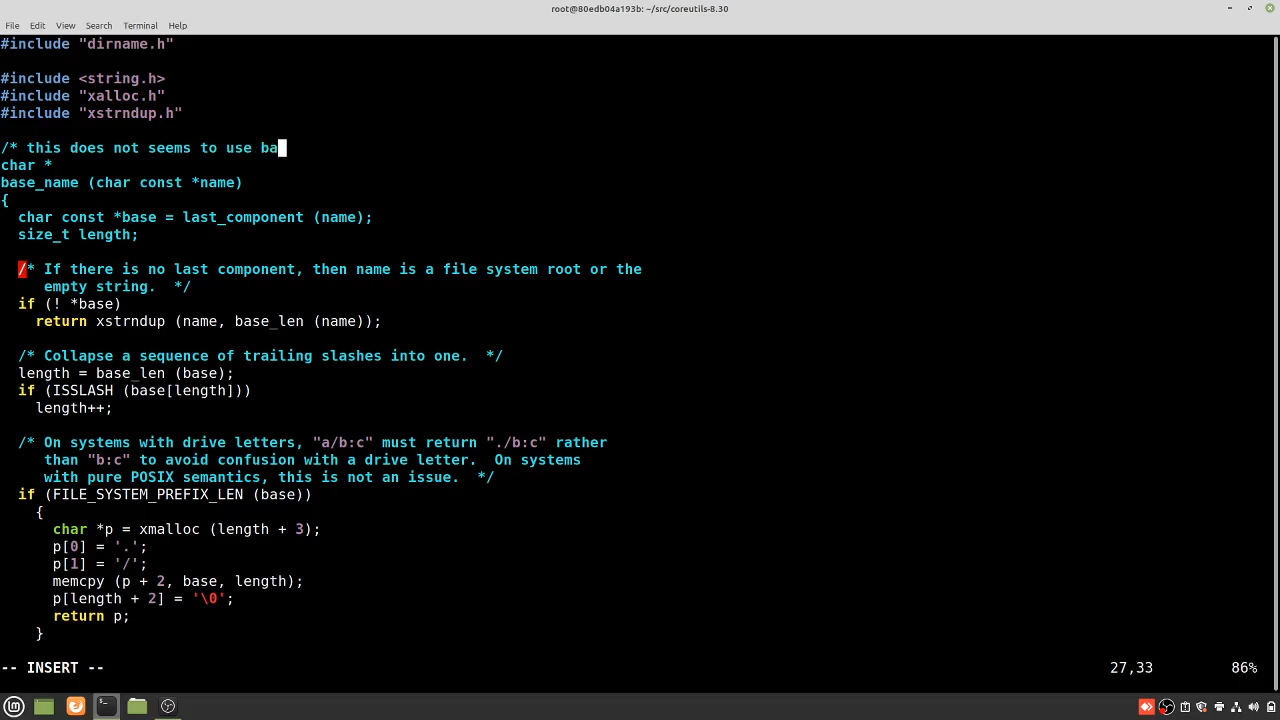 root@80edb04a193b: ~/src/coreutils-8.30
File Edit View Search Terminal Help
#include "dirname.h"
#include <string.h>
#include "xalloc.h"
#include "xstrndup.h"
/* this does not seems to use ba
char *
base_name (char const *name)
{
  char const *base = last_component (name);
  size_t length;
  /* If there is no last component, then name is a file system root or the
     empty string.  */
  if (! *base)
    return xstrndup (name, base_len (name));
  /* Collapse a sequence of trailing slashes into one.  */
  length = base_len (base);
  if (ISSLASH (base[length]))
    length++;
  /* On systems with drive letters, "a/b:c" must return "./b:c" rather
     than "b:c" to avoid confusion with a drive letter.  On systems
     with pure POSIX semantics, this is not an issue.  */
  if (FILE_SYSTEM_PREFIX_LEN (base))
    {
      char *p = xmalloc (length + 3);
      p[0] = '.';
      p[1] = '/';
      memcpy (p + 2, base, length);
      p[length + 2] = '\0';
      return p;
    }
-- INSERT -- 27,33 86%